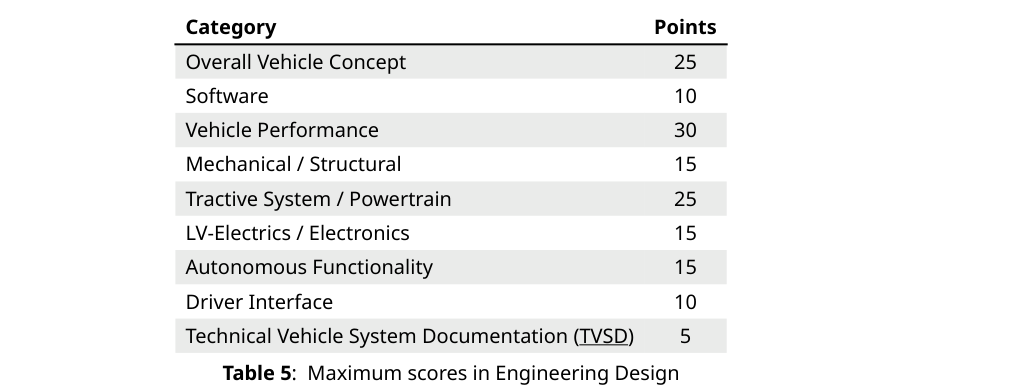 Category Points
Overall Vehicle Concept 25
Software 10
Vehicle Performance 30
Mechanical / Structural 15
Tractive System / Powertrain 25
LV-Electrics / Electronics 15
Autonomous Functionality 15
Driver Interface 10
Technical Vehicle System Documentation (TVSD) 5
Table 5: Maximum scores in Engineering Design